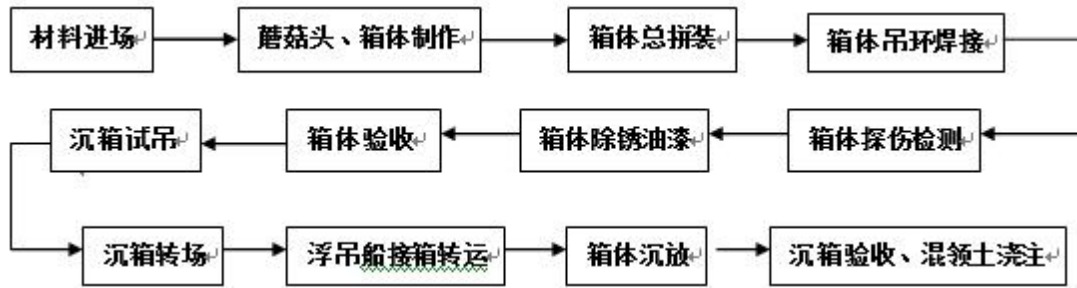 材料进场
蘑菇头、箱体制作
箱体总拼装
箱体吊环焊接
箱体探伤检测
箱体除锈油漆
箱体验收
沉箱试吊
沉箱转场
浮吊船接箱转运
箱体沉放
沉箱验收、混领土浇注